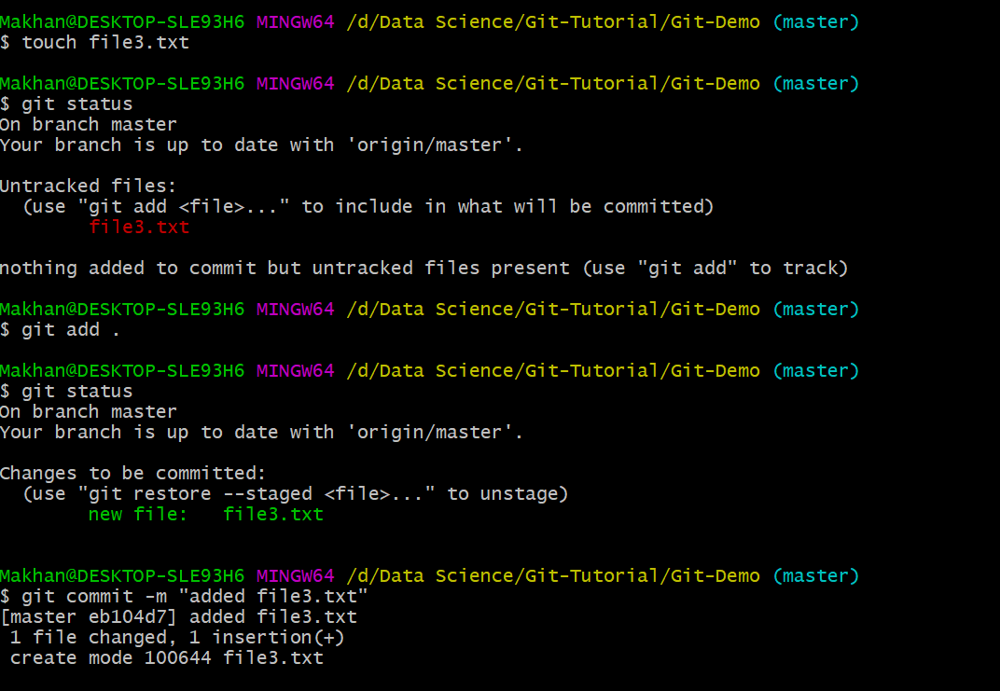 Makhan@DESKTOP-SLE93H6 MINGW64 /d/Data Science/Git-Tutorial/Git-Demo (master)
$ touch file3.txt
Makhan@DESKTOP-SLE93H6 MINGW64 /d/Data Science/Git-Tutorial/Git-Demo (master)
$ git status
On branch master
Your branch is up to date with 'origin/master'.
Untracked files:
  (use "git add <file>..." to include in what will be committed)
        file3.txt
nothing added to commit but untracked files present (use "git add" to track)
Makhan@DESKTOP-SLE93H6 MINGW64 /d/Data Science/Git-Tutorial/Git-Demo (master)
$ git add .
Makhan@DESKTOP-SLE93H6 MINGW64 /d/Data Science/Git-Tutorial/Git-Demo (master)
$ git status
On branch master
Your branch is up to date with 'origin/master'.
Changes to be committed:
  (use "git restore --staged <file>..." to unstage)
        new file:   file3.txt
Makhan@DESKTOP-SLE93H6 MINGW64 /d/Data Science/Git-Tutorial/Git-Demo (master)
$ git commit -m "added file3.txt"
[master eb104d7] added file3.txt
 1 file changed, 1 insertion(+)
 create mode 100644 file3.txt